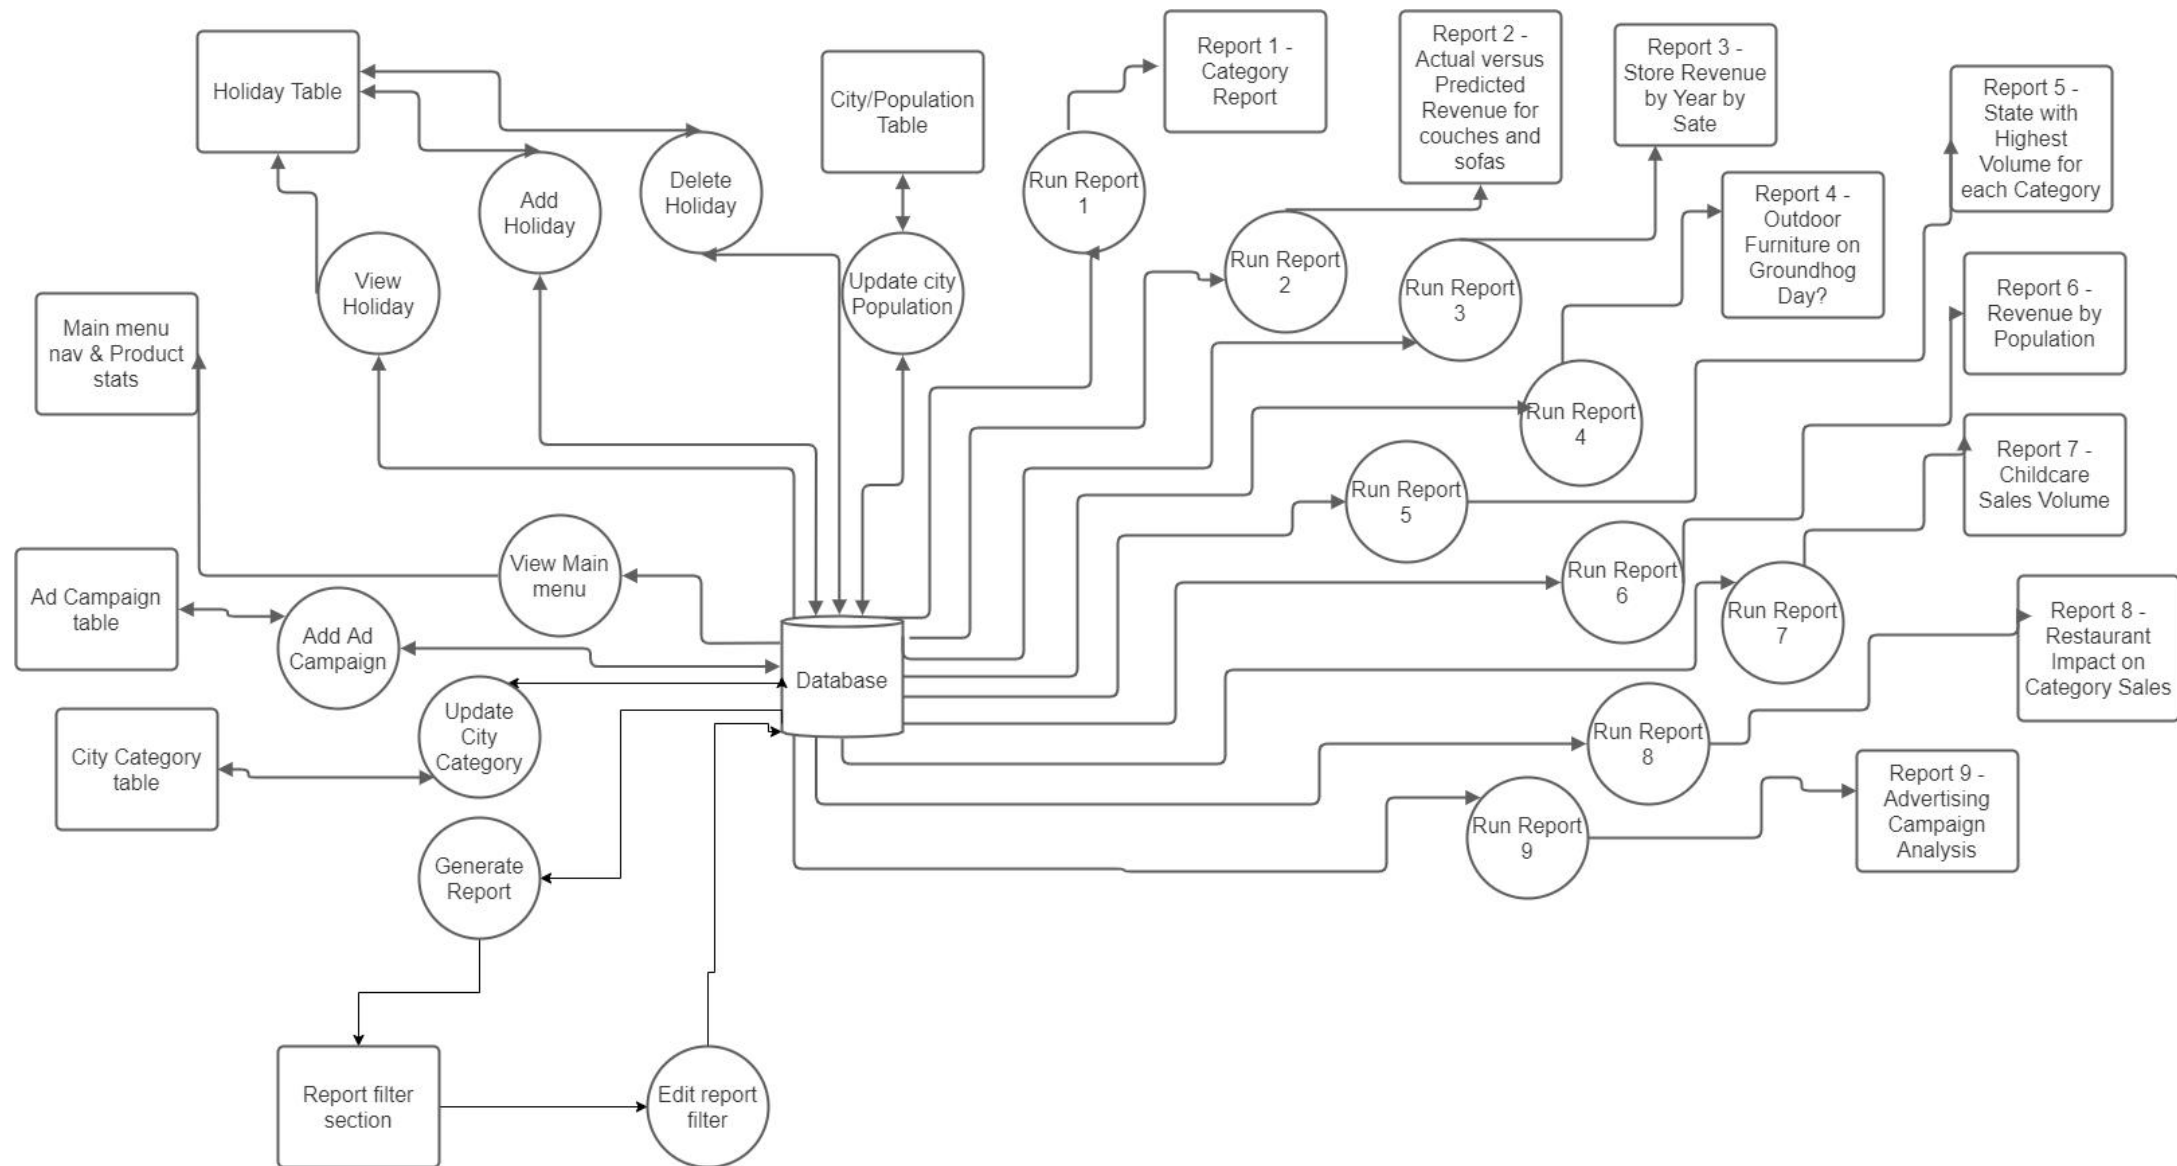 Holiday Table
City/Population
Table
Report 1 -
Category
Report
Report 2 -
Actual versus
Predicted
Revenue for
couches and
sofas
Report 3 -
Store Revenue
by Year by
Sate
Report 5 -
State with
Highest
Volume for
each Category
Delete
Holiday
Add
Holiday
Run Report
1
Report 4 -
Outdoor
Furniture on
Groundhog
Day?
View
Holiday
Update city
Population
Run Report
2
Run Report
3
Main menu
nav & Product
stats
Report 6 -
Revenue by
Population
Run Report
4
Report 7 -
Childcare
Sales Volume
Run Report
5
View Main
menu
Run Report
6
Run Report
7
Ad Campaign
table
Add Ad
Campaign
Report 8 -
Restaurant
Impact on
Category Sales
Database
Update
City
Category
City Category
table
Run Report
8
Report 9 -
Advertising
Campaign
Analysis
Run Report
9
Generate
Report
Report filter
section
Edit report
filter